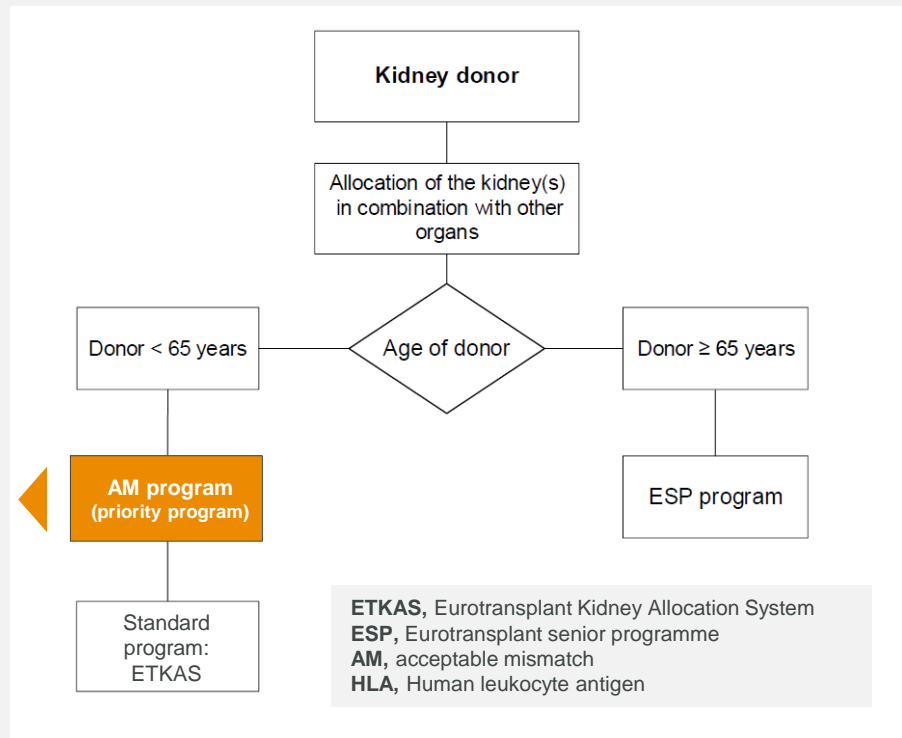 Kidney donor
Allocation of the kidney(s)
in combination with other
organs
Donor < 65 years
Age of donor
Donor ≥ 65 years
AM program
(priority program)
ESP program
Standard
program:
ETKAS
ETKAS, Eurotransplant Kidney Allocation System
ESP, Eurotransplant senior programme
AM, acceptable mismatch
HLA, Human leukocyte antigen